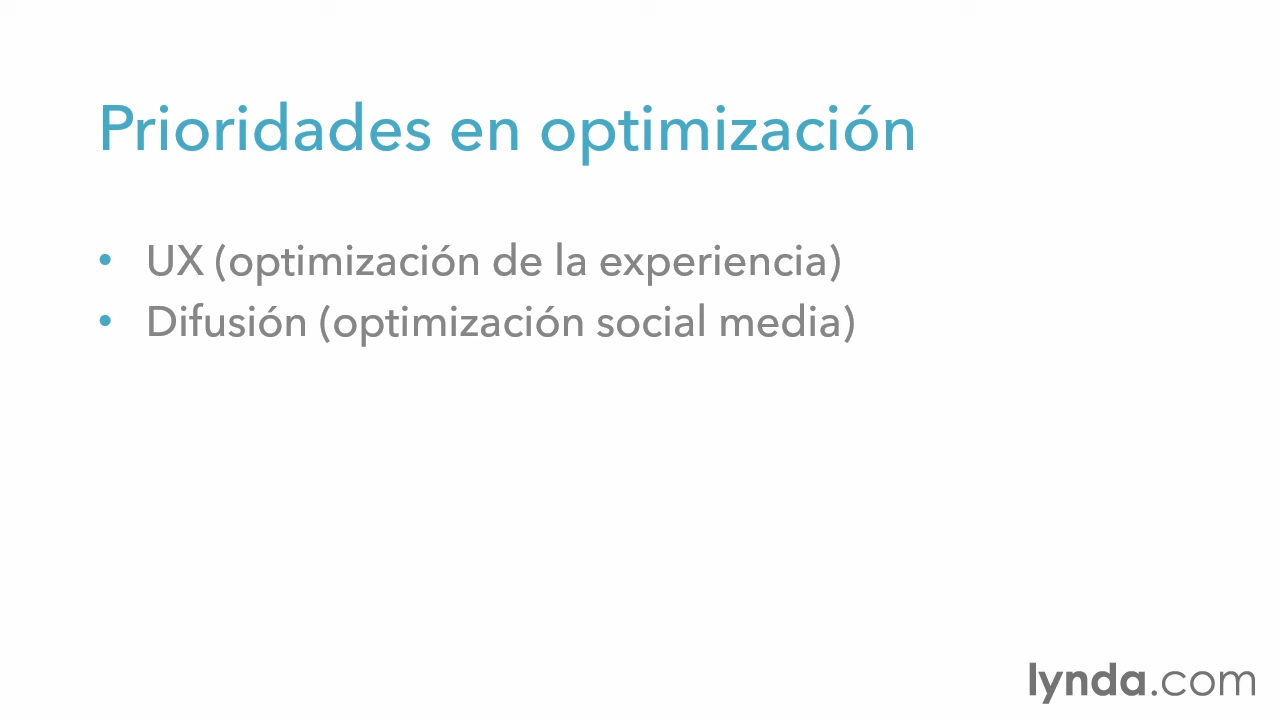 Prioridades en optimización
• UX (optimización de la experiencia)
• Difusión (optimización social media)
lynda.com